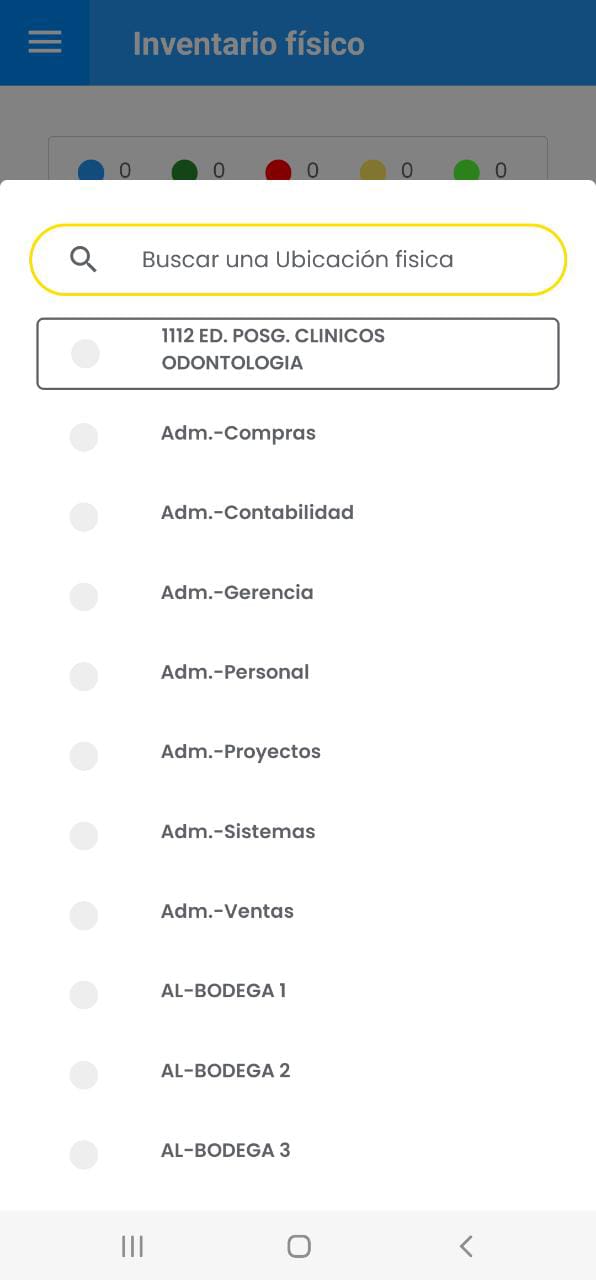 Inventario físico
0 0 0 0 0
Buscar una Ubicación fisica
1112 ED. POSG. CLINICOS
ODONTOLOGIA
Adm.-Compras
Adm.-Contabilidad
Adm.-Gerencia
Adm.-Personal
Adm.-Proyectos
Adm.-Sistemas
Adm.-Ventas
AL-BODEGA 1
AL-BODEGA 2
AL-BODEGA 3